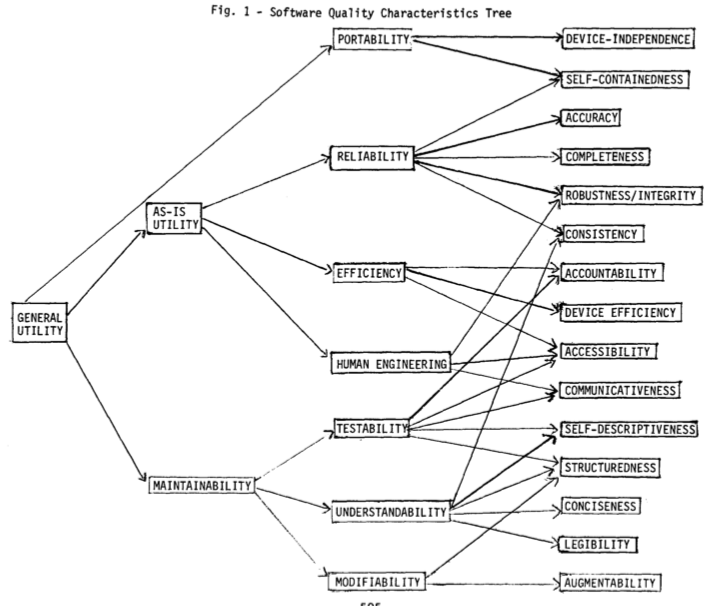 Fig. 1 - Software Quality Characteristics Tree
PORTABILITY
DEVICE-INDEPENDENCE
SELF-CONTAINEDNESS
ACCURACY
RELIABILITY
COMPLETENESS
ROBUSTNESS/INTEGRITY
AS-IS
UTILITY
CONSISTENCY
EFFICIENCY
ACCOUNTABILITY
GENERAL
UTILITY
DEVICE EFFICIENCY
ACCESSIBILITY
HUMAN ENGINEERING
COMMUNICATIVENESS
TESTABILITY
SELF-DESCRIPTIVENESS
STRUCTUREDNESS
MAINTAINABILITY
UNDERSTANDABILITY
CONCISENESS
LEGIBILITY
MODIFIABILITY
AUGMENTABILITY